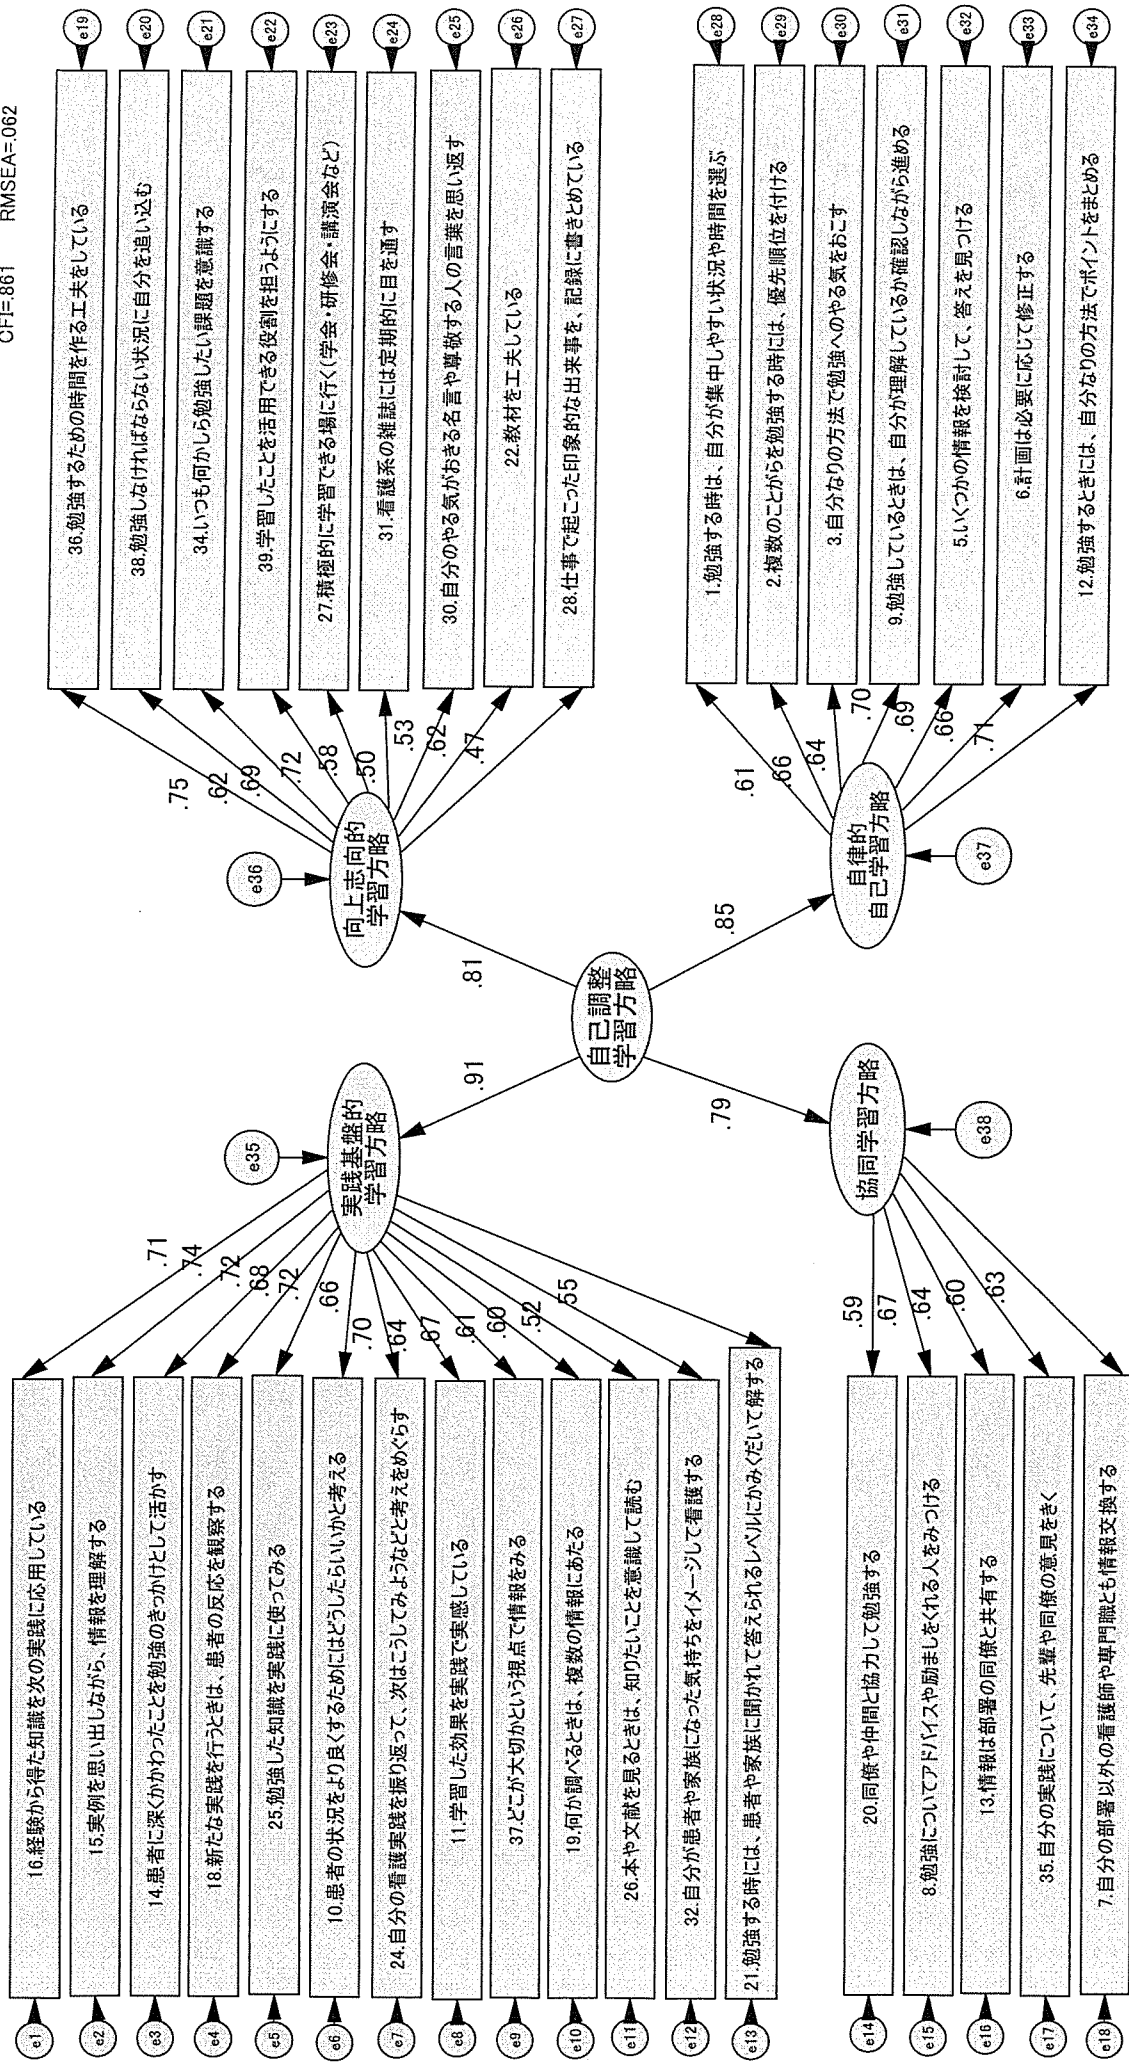 CFI=.861 RMSEA=.062
e1
16.経験から得た知識を次の実践に応用している
e2
15.実例を思い出しながら、情報を理解する
e3
14.患者に深くかかわったことを勉強のきっかけとして活かす
e4
18.新たな実践を行うときは、患者の反応を観察する
e5
25.勉強した知識を実践に使ってみる
e6
10.患者の状況をより良くするためにはどうしたらいいかと考える
e7
24.自分の看護実践を振り返って、次はこうしてみようなどと考えをめぐらす
e8
11.学習した効果を実践で実感している
e9
37.どこが大切かという視点で情報をみる
e10
19.何か調べるときは、複数の情報にあたる
e11
26.本や文献を見るときは、知りたいことを意識して読む
e12
32.自分が患者や家族になった気持ちをイメージして看護する
e13
21.勉強する時には、患者や家族に聞かれて答えられるレベルにかみくだいて解する
.71
.74
.72
.68
.72
.66
.70
.64
.67
.61
.60
.52
.55
e35
実践基盤的
学習方略
.91
e14
20.同僚や仲間と協力して勉強する
e15
8.勉強についてアドバイスや励ましをくれる人をみつける
e16
13.情報は部署の同僚と共有する
e17
35.自分の実践について、先輩や同僚の意見をきく
e18
7.自分の部署以外の看護師や専門職とも情報交換する
.59
.67
.64
.60
.63
協同学習方略
e38
.79
自己調整
学習方略
.81
.85
e36
向上志向的
学習方略
.75
.62
.69
.72
.58
.50
.53
.62
.47
36.勉強するための時間を作る工夫をしている
e19
38.勉強しなければならない状況に自分を追い込む
e20
34.いつも何かしら勉強したい課題を意識する
e21
39.学習したことを活用できる役割を担うようにする
e22
27.積極的に学習できる場に行く(学会・研修会・講演会など)
e23
31.看護系の雑誌には定期的に目を通す
e24
30.自分のやる気がおきる名言や尊敬する人の言葉を思い返す
e25
22.教材を工夫している
e26
28.仕事で起こった印象的な出来事を、記録に書きとめている
e27
自律的
自己学習方略
e37
.61
.66
.64
.70
.69
.66
.71
1.勉強する時は、自分が集中しやすい状況や時間を選ぶ
e28
2.複数のことがらを勉強する時には、優先順位を付ける
e29
3.自分なりの方法で勉強へのやる気をおこす
e30
9.勉強しているときは、自分が理解しているか確認しながら進める
e31
5.いくつかの情報を検討して、答えを見つける
e32
6.計画は必要に応じて修正する
e33
12.勉強するときには、自分なりの方法でポイントをまとめる
e34